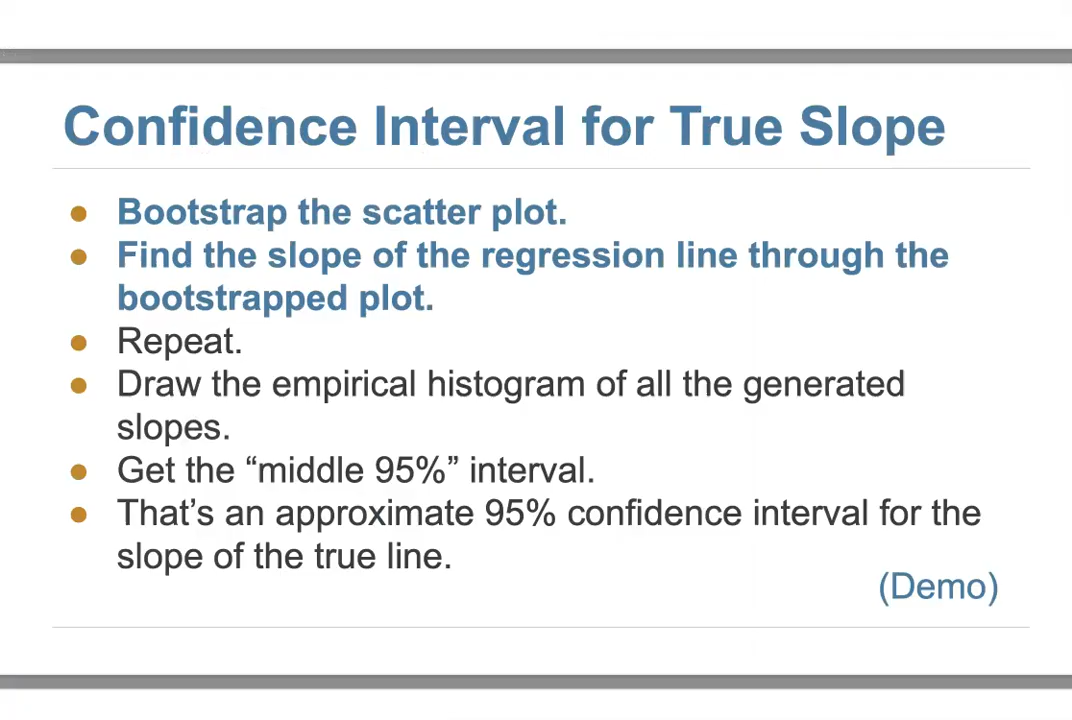 Confidence Interval for True Slope
● Bootstrap the scatter plot.
● Find the slope of the regression line through the
bootstrapped plot.
● Repeat.
● Draw the empirical histogram of all the generated
slopes.
● Get the “middle 95%” interval.
● That’s an approximate 95% confidence interval for the
slope of the true line.
(Demo)